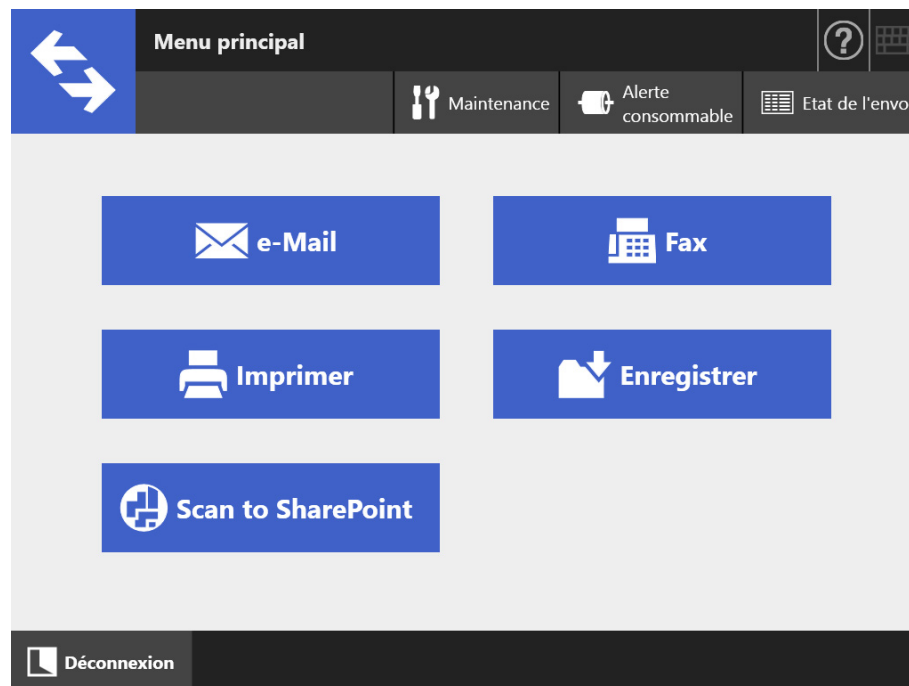 Menu principal
?
Maintenance
Alerte
consommable
Etat de l'envo
e-Mail
Fax
Imprimer
Enregistrer
Scan to SharePoint
Déconnexion